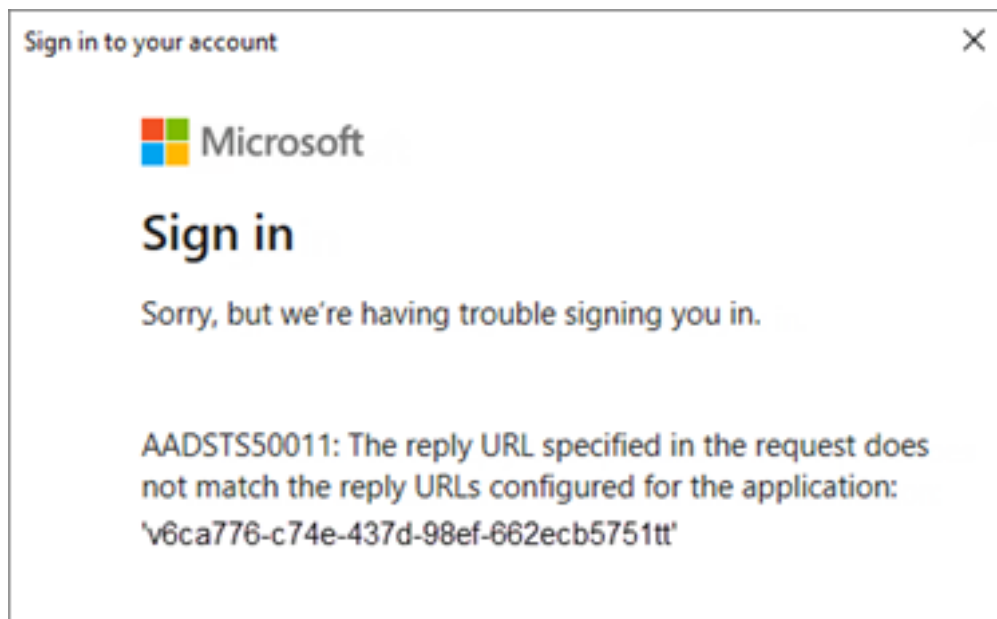 Sign in to your account
Microsoft
Sign in
Sorry, but we're having trouble signing you in.
AADSTS50011: The reply URL specified in the request does
not match the reply URLs configured for the application:
'v6ca776-c74e-437d-98ef-662ecb5751tt'